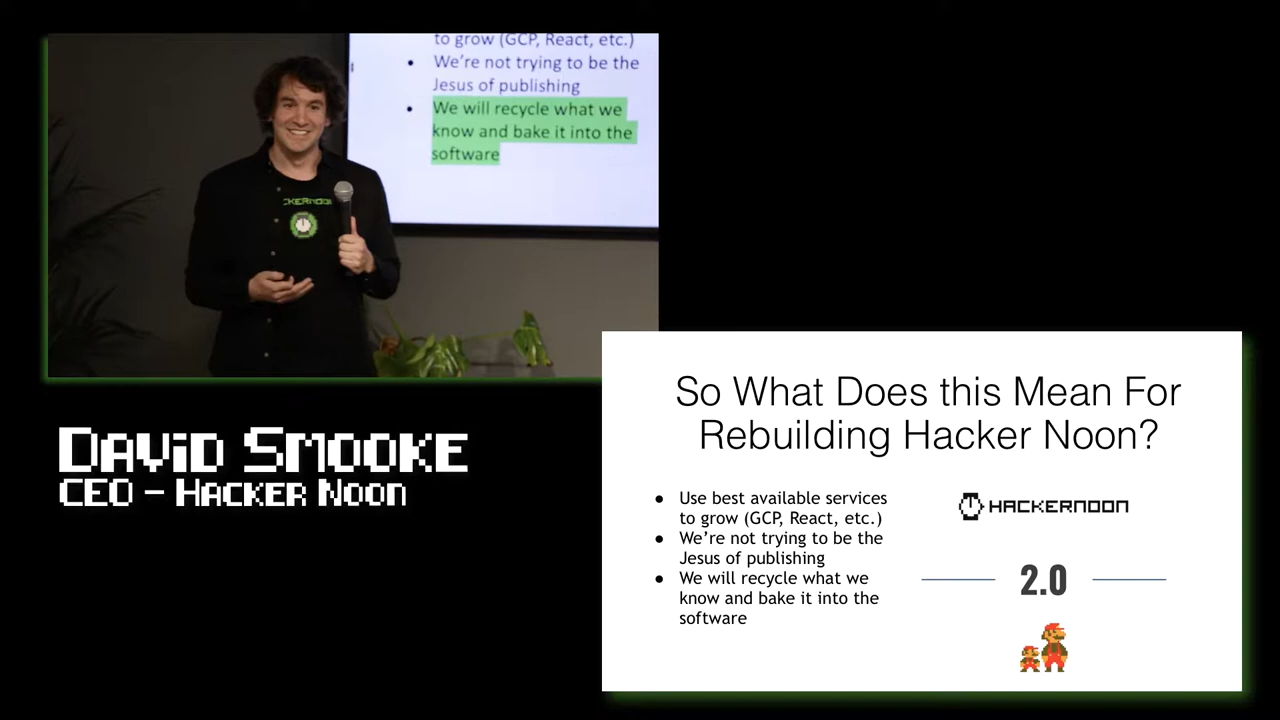 to grow (GCP, React, etc.)
• We're not trying to be the
Jesus of publishing
• We will recycle what we
know and bake it into the
software
CKERNOON
David Smooke
CEO – Hacker Noon
So What Does this Mean For
Rebuilding Hacker Noon?
• Use best available services
to grow (GCP, React, etc.)
• We're not trying to be the
Jesus of publishing
• We will recycle what we
know and bake it into the
software
HACKERNOON
2.0